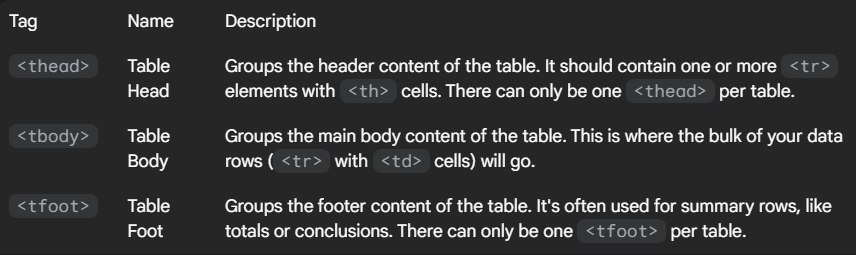 Tag Name Description
<thead> Table Groups the header content of the table. It should contain one or more <tr>
Head elements with <th> cells. There can only be one <thead> per table.
<tbody> Table Groups the main body content of the table. This is where the bulk of your data
Body rows ( <tr> with <td> cells) will go.
<tfoot> Table Groups the footer content of the table. It's often used for summary rows, like
Foot totals or conclusions. There can only be one <tfoot> per table.